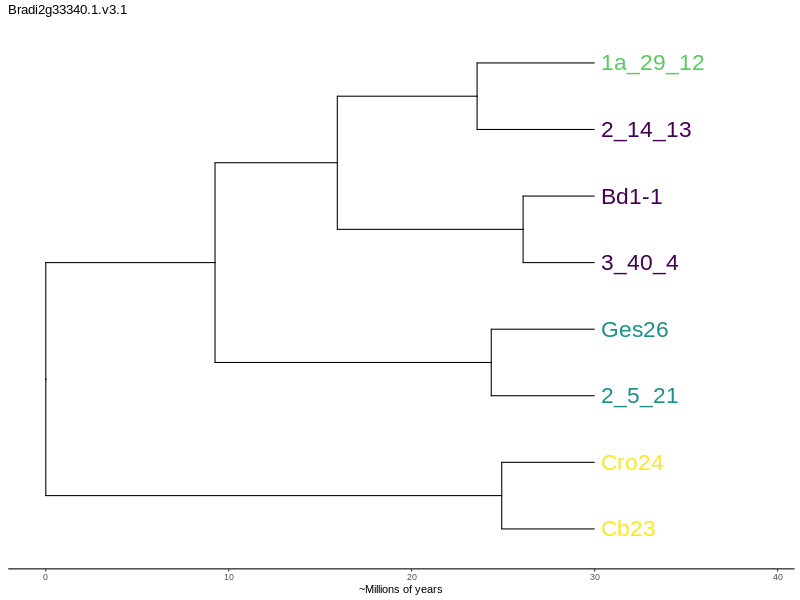 Bradi2g33340.1.v3.1
1a_29_12
2_14_13
Bd1-1
3_40_4
Ges26
2_5_21
Cro24
Cb23
0 10 20 30 40
~Millions of years